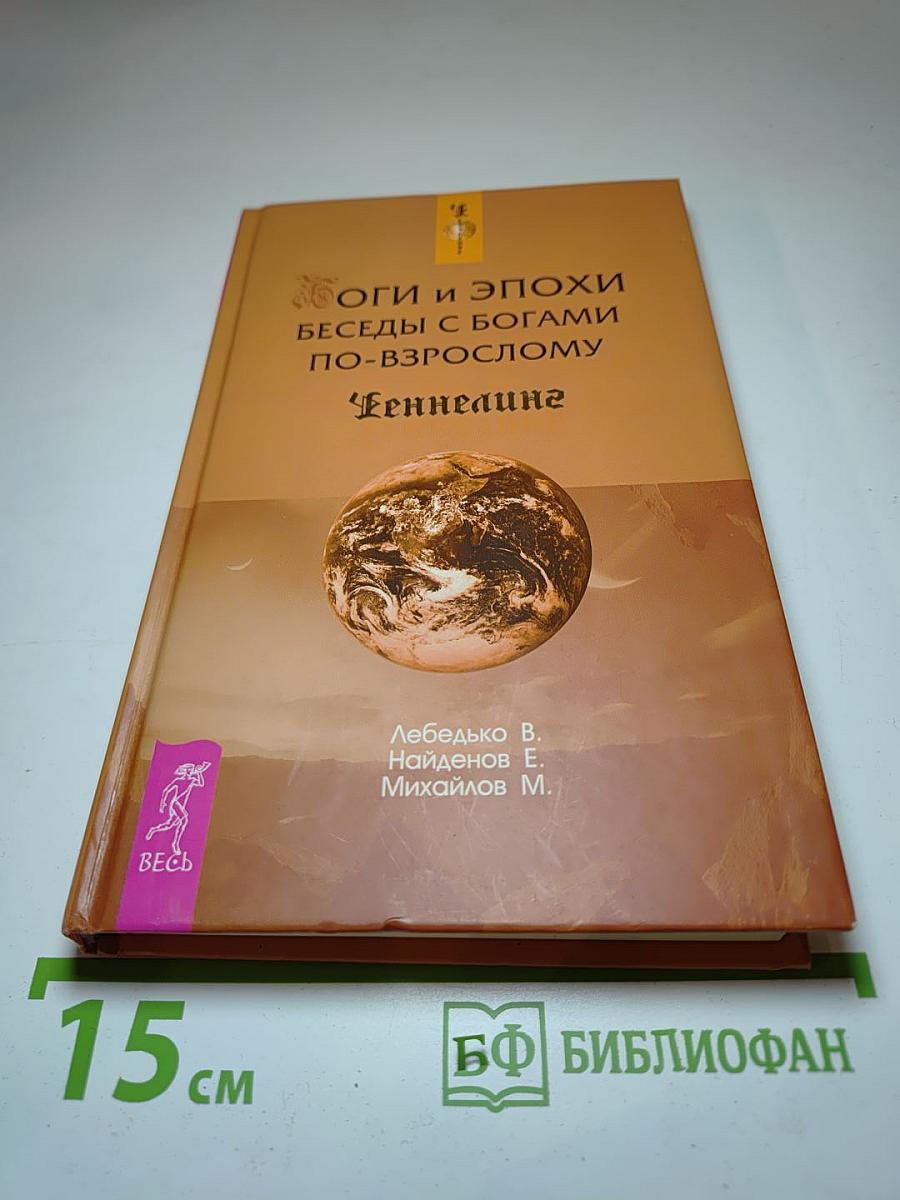 БОГИ и ЭПОХИ
БЕСЕДЫ С БОГАМИ
ПО-ВЗРОСЛОМУ
Ченнелинг
Лебедько В.
Найденов Е.
Михайлов М.
ВЕСЬ
15 см
БФ БИБЛИОФАН